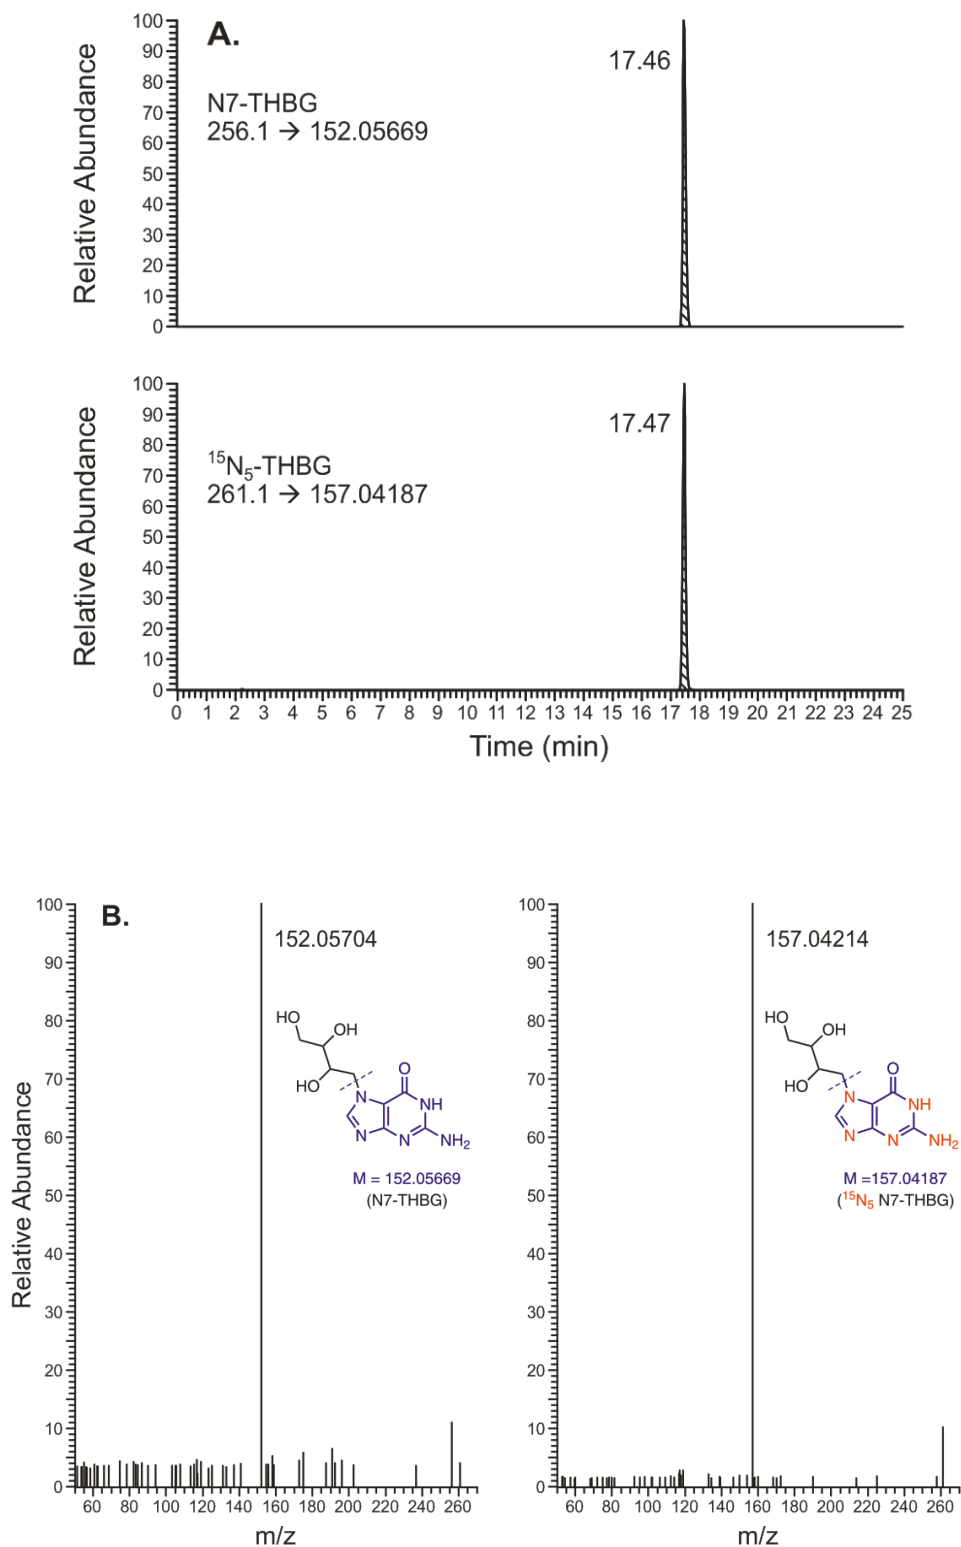 A.
Relative Abundance
100
90
80
70
60
50
40
30
20
10
0
17.46
N7-THBG
256.1 → 152.05669
Relative Abundance
100
90
80
70
60
50
40
30
20
10
0
17.47
¹⁵N₅-THBG
261.1 → 157.04187
0 1 2 3 4 5 6 7 8 9 10 11 12 13 14 15 16 17 18 19 20 21 22 23 24 25
Time (min)
B.
Relative Abundance
100
90
80
70
60
50
40
30
20
10
0
152.05704
HO
OH
HO
O
N
NH
N
N
NH₂
M = 152.05669
(N7-THBG)
60 80 100 120 140 160 180 200 220 240 260
m/z
100
90
80
70
60
50
40
30
20
10
0
157.04214
HO
OH
HO
O
N
NH
N
N
NH₂
M =157.04187
(¹⁵N₅ N7-THBG)
60 80 100 120 140 160 180 200 220 240 260
m/z